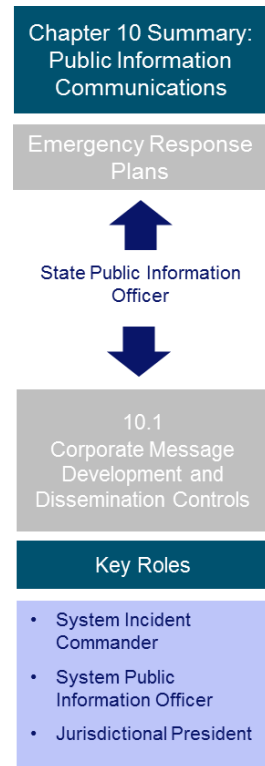 Chapter 10 Summary:
Public Information
Communications
Emergency Response
Plans
State Public Information
Officer
10.1
Corporate Message
Development and
Dissemination Controls
Key Roles
• System Incident
Commander
• System Public
Information Officer
• Jurisdictional President